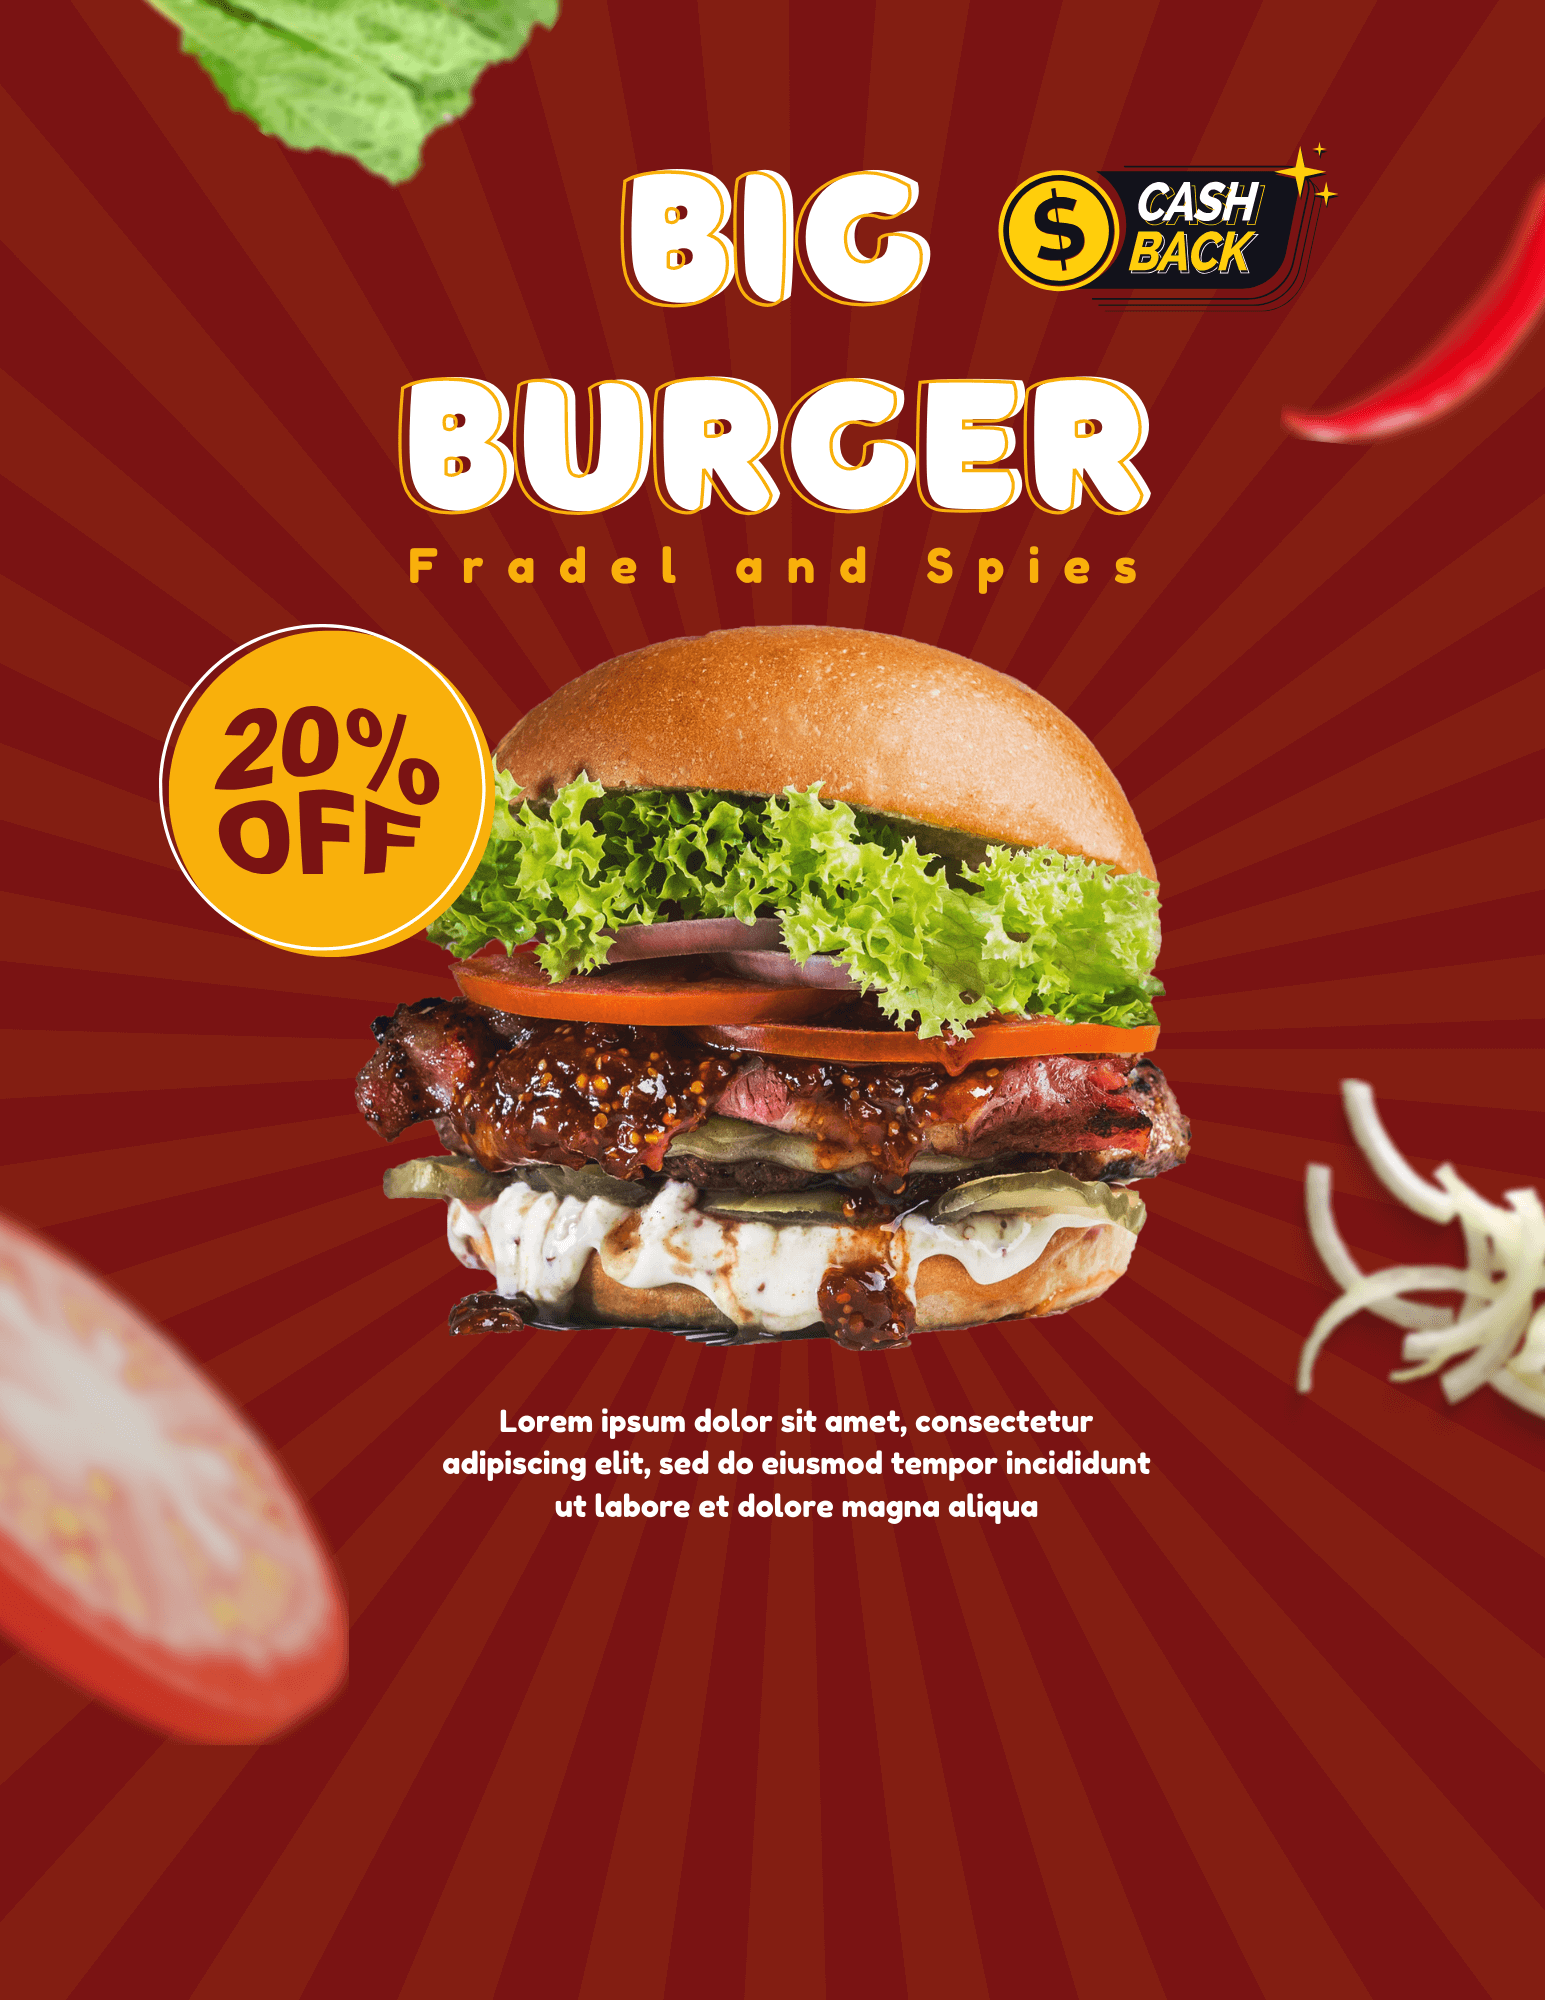 BIG
$
CASH
BACK
BURGER
Fradel and Spies
20%
OFF
Lorem ipsum dolor sit amet, consectetur
adipiscing elit, sed do eiusmod tempor incididunt
ut labore et dolore magna aliqua